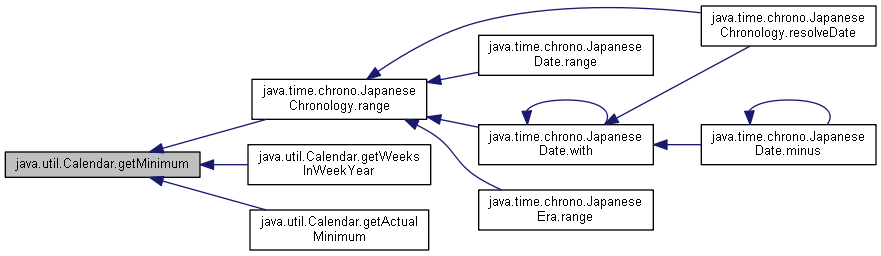 java.util.Calendar.getMinimum
java.time.chrono.Japanese
Chronology.range
java.util.Calendar.getWeeks
InWeekYear
java.util.Calendar.getActual
Minimum
java.time.chrono.Japanese
Chronology.resolveDate
java.time.chrono.Japanese
Date.range
java.time.chrono.Japanese
Date.with
java.time.chrono.Japanese
Date.minus
java.time.chrono.Japanese
Era.range